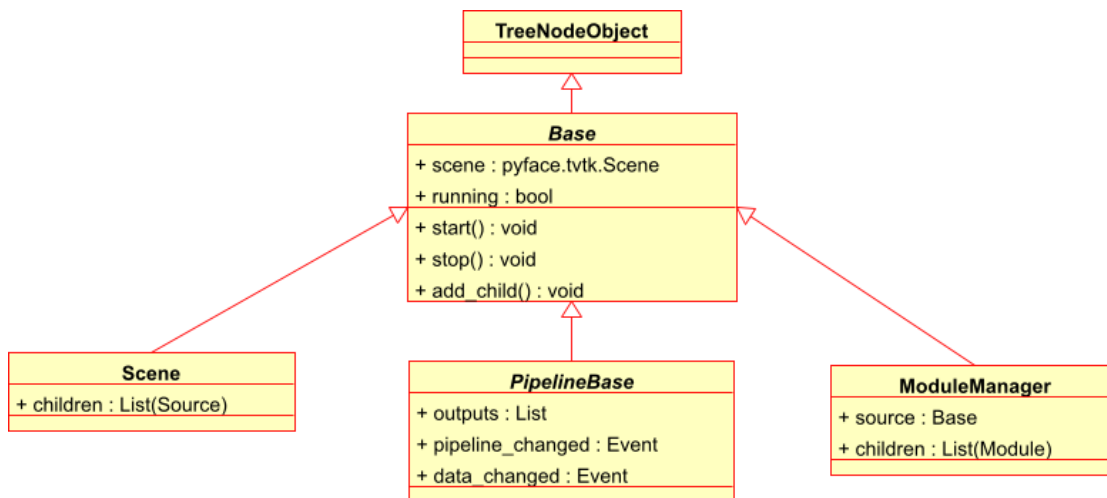 TreeNodeObject
Base
+ scene : pyface.tvtk.Scene
+ running : bool
+ start() : void
+ stop() : void
+ add_child() : void
Scene
+ children : List(Source)
PipelineBase
+ outputs : List
+ pipeline_changed : Event
+ data_changed : Event
ModuleManager
+ source : Base
+ children : List(Module)